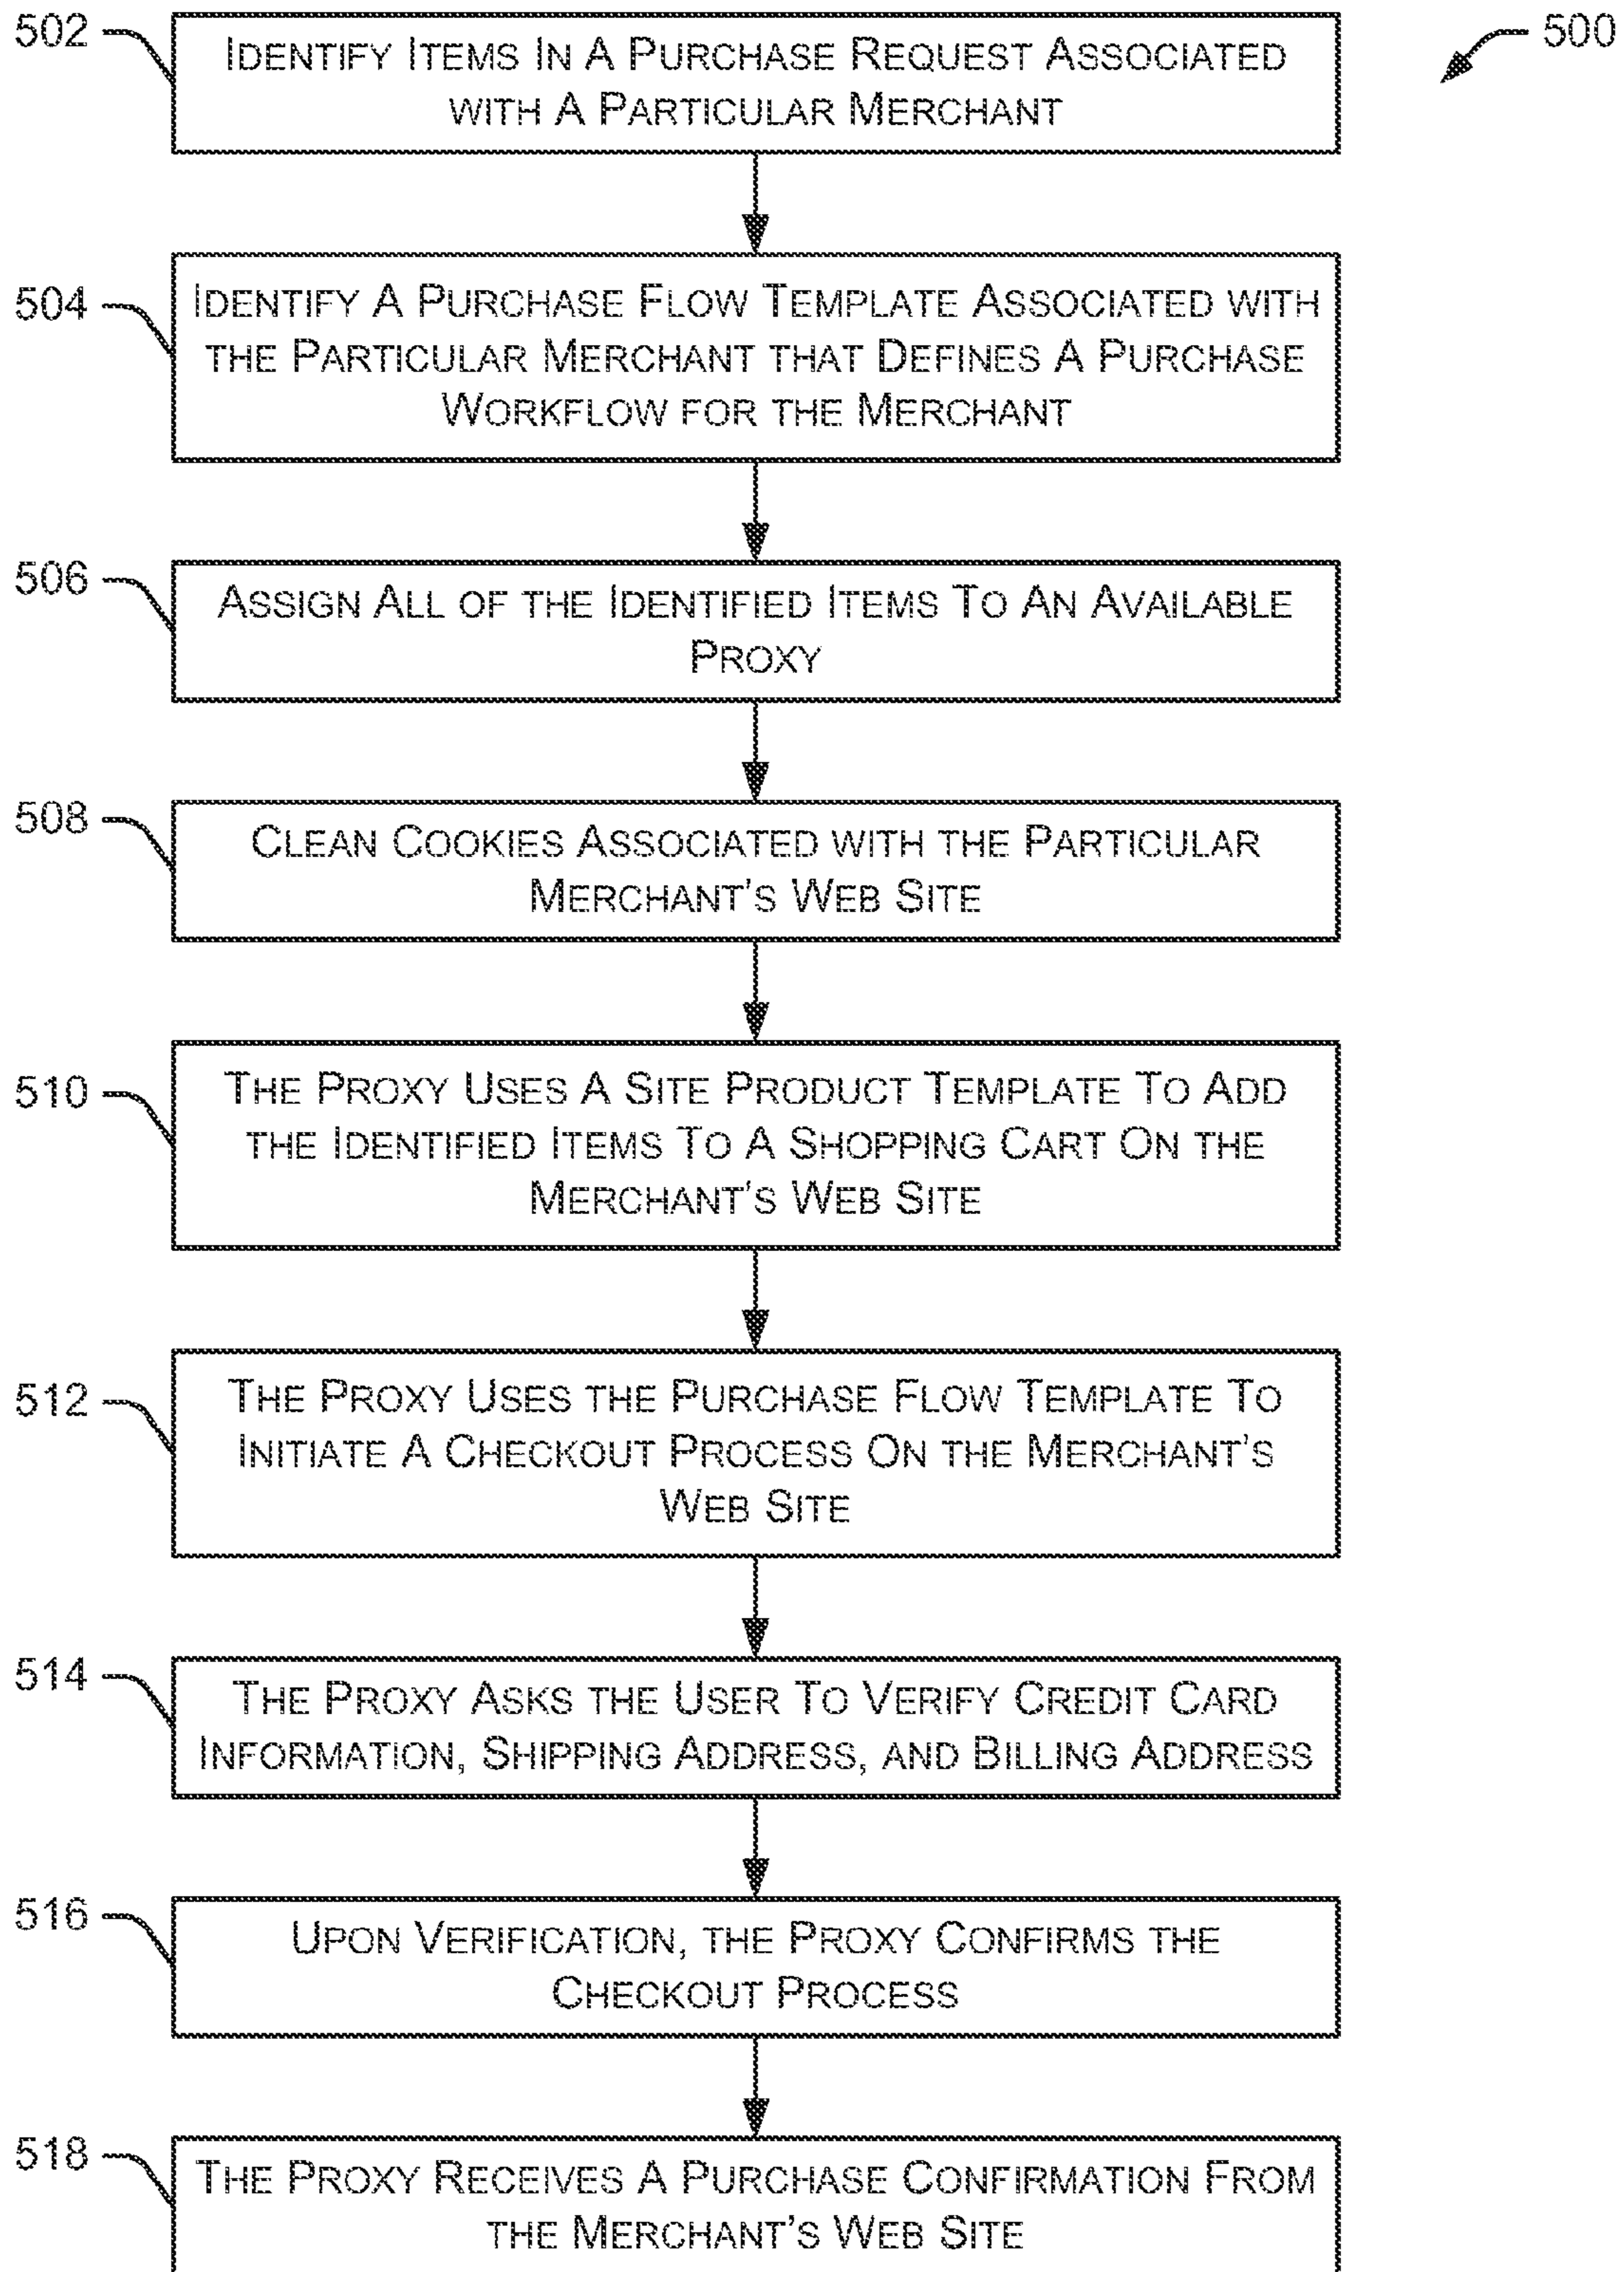 502
500
IDENTIFY ITEMS IN A PURCHASE REQUEST ASSOCIATED
WITH A PARTICULAR MERCHANT
504
IDENTIFY A PURCHASE FLOW TEMPLATE ASSOCIATED WITH
THE PARTICULAR MERCHANT THAT DEFINES A PURCHASE
WORKFLOW FOR THE MERCHANT
506
ASSIGN ALL OF THE IDENTIFIED ITEMS TO AN AVAILABLE
PROXY
508
CLEAN COOKIES ASSOCIATED WITH THE PARTICULAR
MERCHANT'S WEB SITE
510
THE PROXY USES A SITE PRODUCT TEMPLATE TO ADD
THE IDENTIFIED ITEMS TO A SHOPPING CART ON THE
MERCHANT'S WEB SITE
512
THE PROXY USES THE PURCHASE FLOW TEMPLATE TO
INITIATE A CHECKOUT PROCESS ON THE MERCHANT'S
WEB SITE
514
THE PROXY ASKS THE USER TO VERIFY CREDIT CARD
INFORMATION, SHIPPING ADDRESS, AND BILLING ADDRESS
516
UPON VERIFICATION, THE PROXY CONFIRMS THE
CHECKOUT PROCESS
518
THE PROXY RECEIVES A PURCHASE CONFIRMATION FROM
THE MERCHANT'S WEB SITE